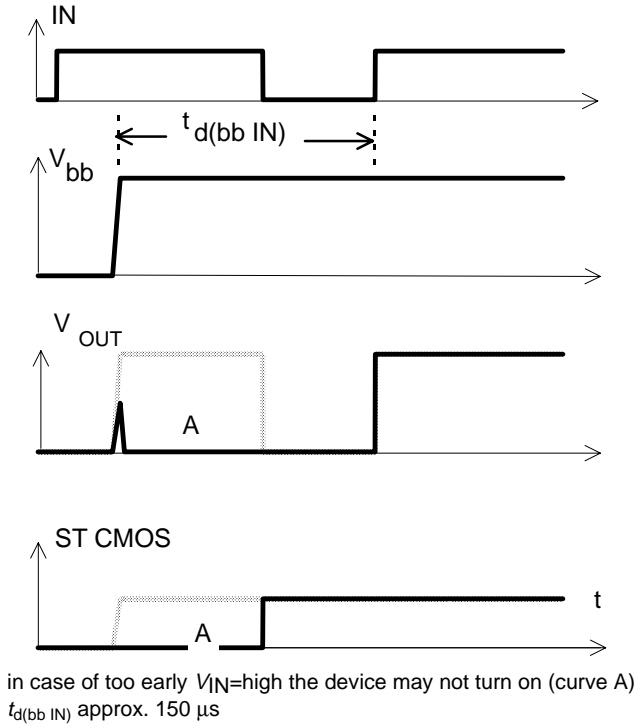 IN
t d(bb IN)
V bb
V OUT
A
ST CMOS
t
A
in case of too early VIN=high the device may not turn on (curve A)
td(bb IN) approx. 150 µs